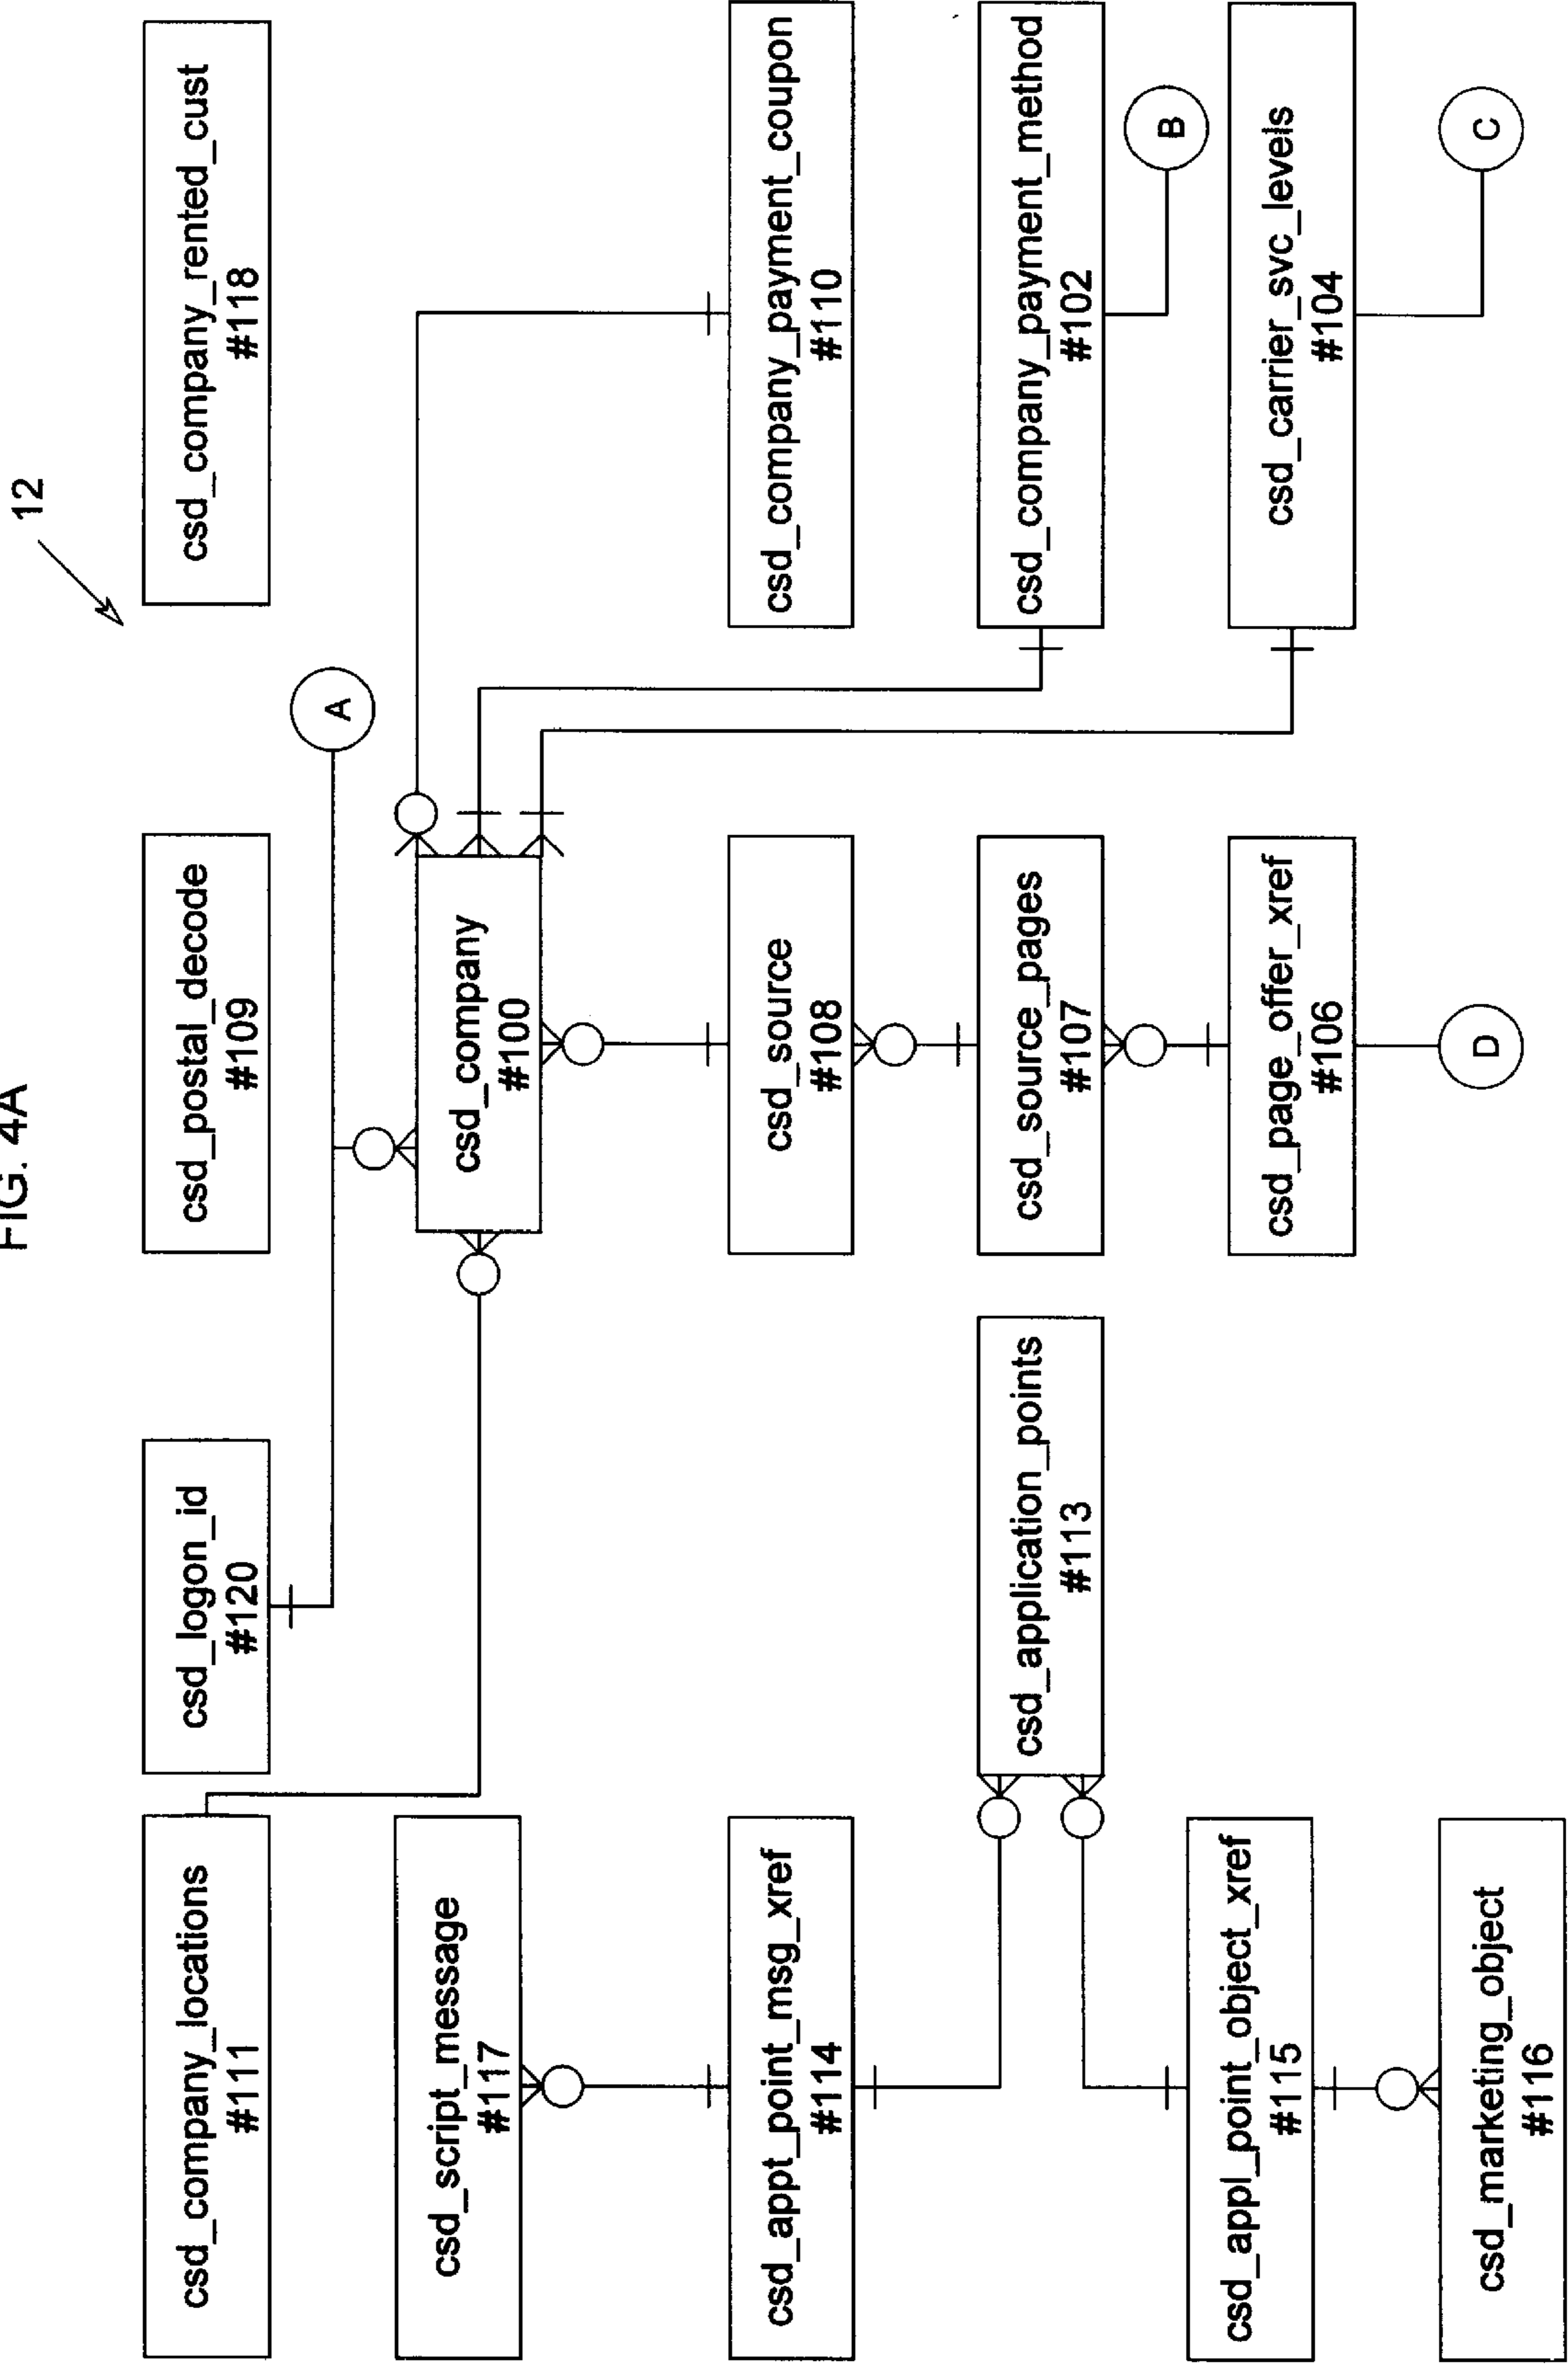 FIG. 4A
12
csd_company_locations
#111
csd_logon_id
#120
csd_postal_decode
#109
csd_company_rented_cust
#118
A
csd_script_message
#117
csd_company
#100
csd_appt_point_msg_xref
#114
csd_source
#108
csd_company_payment_coupon
#110
csd_application_points
#113
csd_source_pages
#107
csd_company_payment_method
#102
B
csd_appl_point_object_xref
#115
csd_page_offer_xref
#106
csd_carrier_svc_levels
#104
csd_marketing_object
#116
D
C